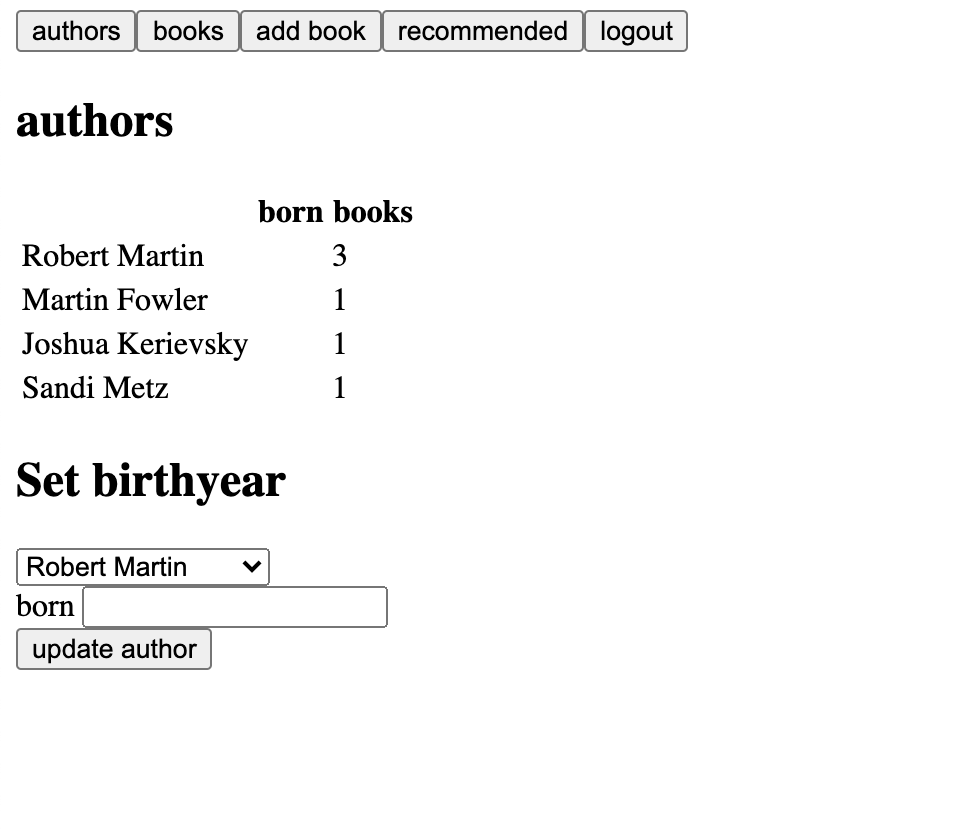 authors books add book recommended logout
authors
born books
Robert Martin 3
Martin Fowler 1
Joshua Kerievsky 1
Sandi Metz 1
Set birthyear
Robert Martin
born
update author